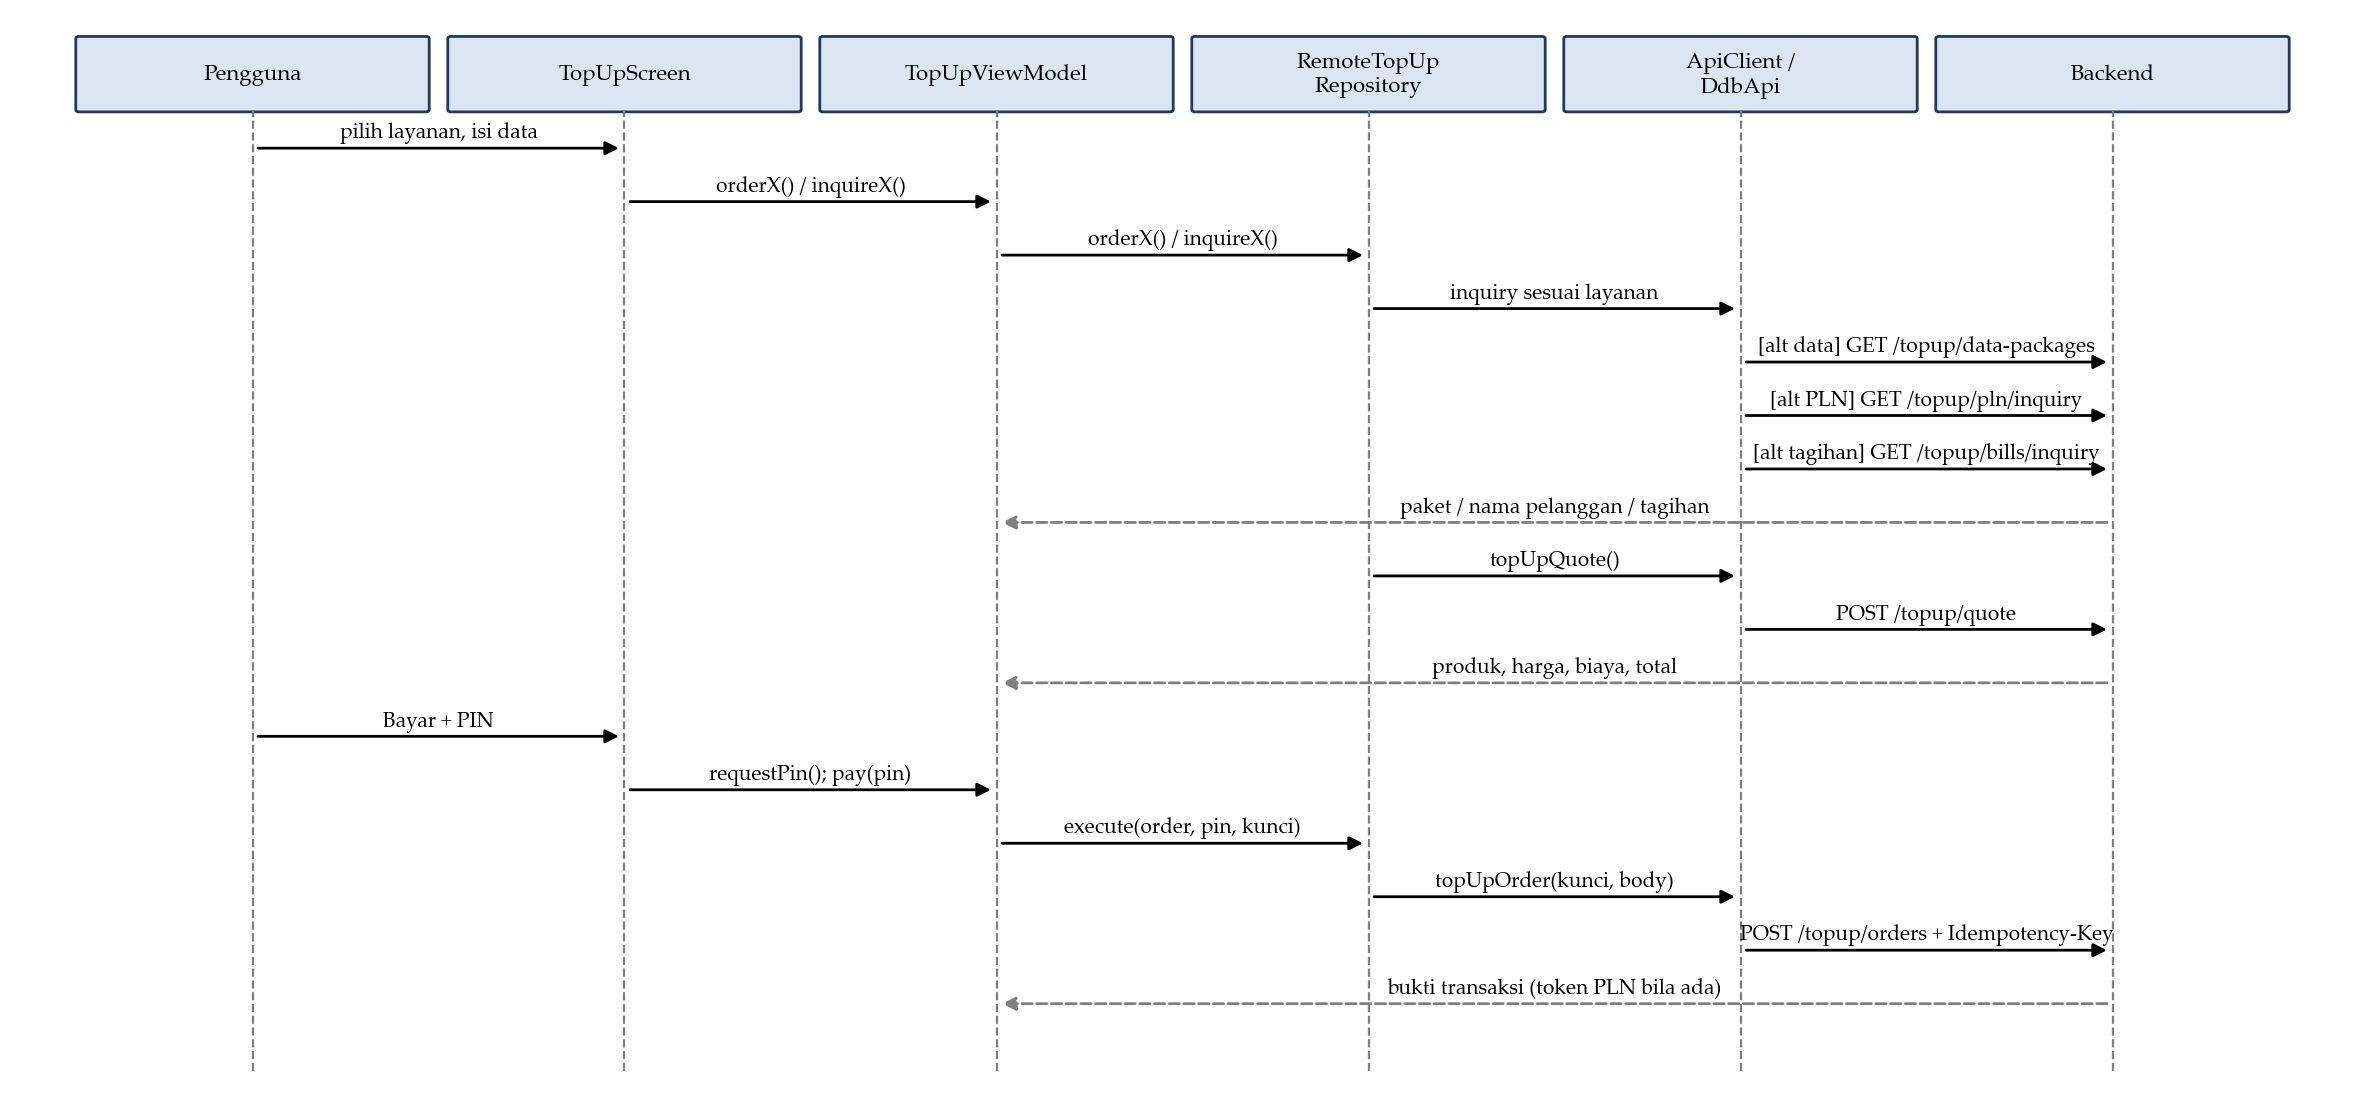 Pengguna
TopUpScreen
TopUpViewModel
RemoteTopUp
Repository
ApiClient /
DdbApi
Backend
pilih layanan, isi data
orderX() / inquireX()
orderX() / inquireX()
inquiry sesuai layanan
[alt data] GET /topup/data-packages
[alt PLN] GET /topup/pln/inquiry
[alt tagihan] GET /topup/bills/inquiry
paket / nama pelanggan / tagihan
topUpQuote()
POST /topup/quote
produk, harga, biaya, total
Bayar + PIN
requestPin(); pay(pin)
execute(order, pin, kunci)
topUpOrder(kunci, body)
POST /topup/orders + Idempotency-Key
bukti transaksi (token PLN bila ada)